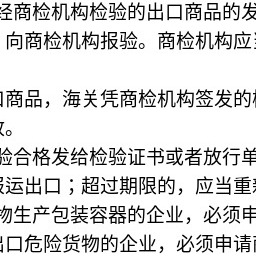 经商检机构检验的出口商品的发
向商检机构报验。商检机构应
商品，海关凭商检机构签发的
。
验合格发给检验证书或者放行单
运出口；超过期限的，应当重
物生产包装容器的企业，必须申
出口危险货物的企业，必须申请